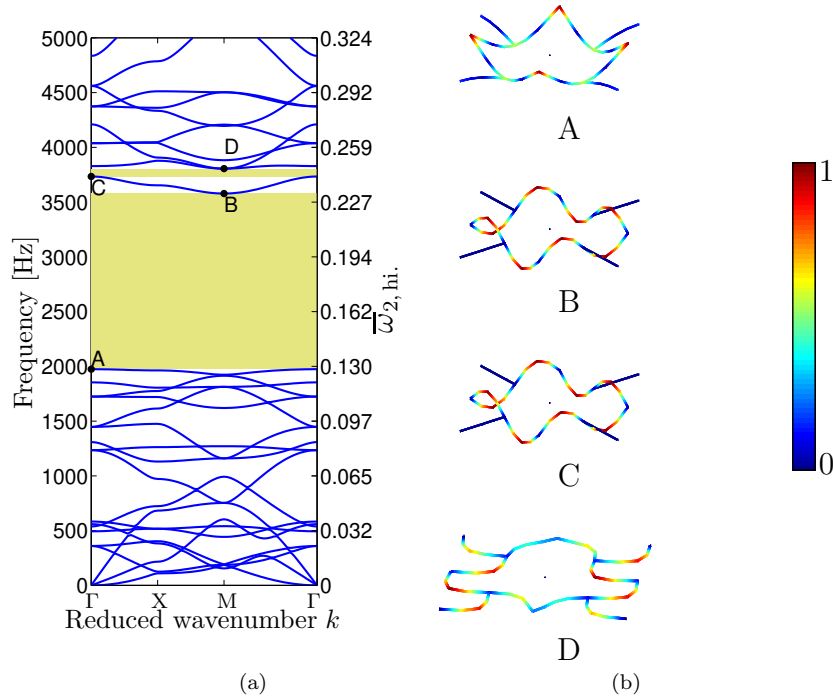 5000
4500
4000
3500
3000
2500
2000
1500
1000
500
0
Frequency [Hz]
0.324
0.292
0.259
0.227
0.194
0.162
0.130
0.097
0.065
0.032
0
ω̅2, hi.
D
C
B
A
Γ X M Γ
Reduced wavenumber k
(a)
A
B
C
D
(b)
1
0